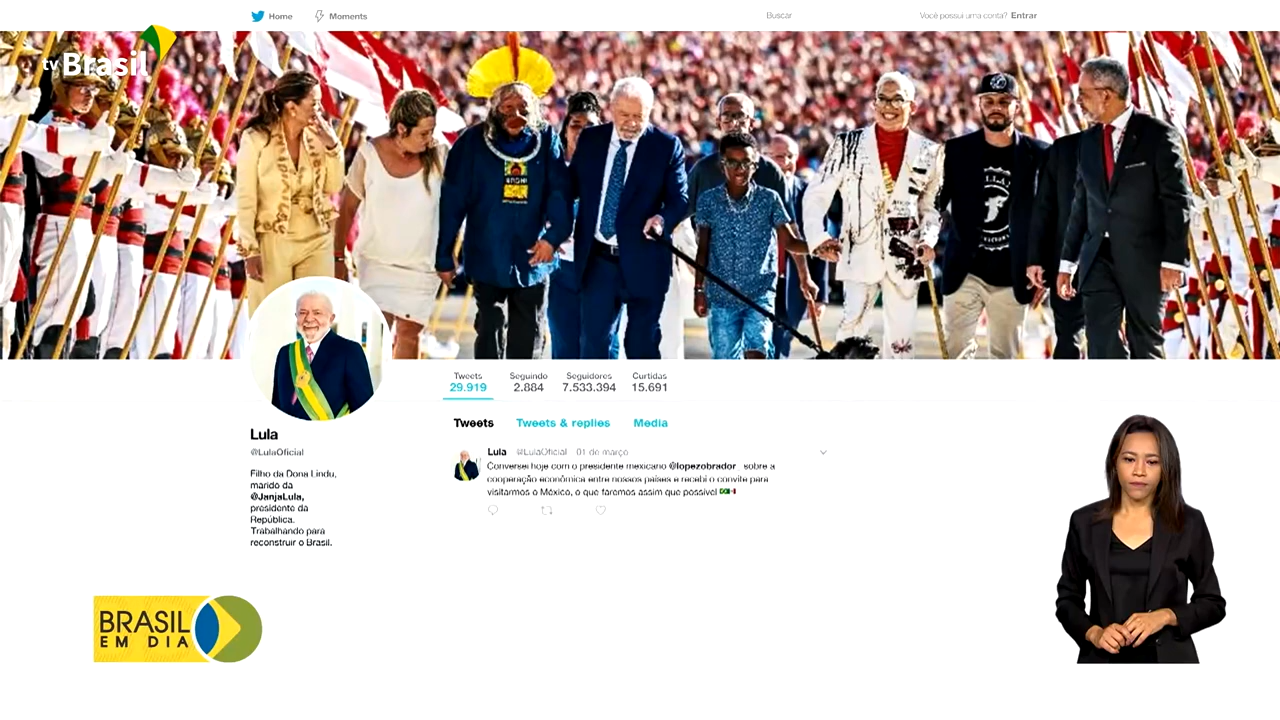 Home Moments Buscar Você possui uma conta? Entrar
tv Brasil
Tweets Seguindo Seguidores Curtidas
29.919 2.884 7.533.394 15.691
Tweets Tweets & replies Media
Lula
@LulaOficial
Filho da Dona Lindu,
marido da
@JanjaLula,
presidente da
República.
Trabalhando para
reconstruir o Brasil.
Lula @LulaOficial 01 de março
Conversei hoje com o presidente mexicano @lopezobrador sobre a
cooperação econômica entre nossos países e recebi o convite para
visitarmos o México, o que faremos assim que possível
BRASIL
EM DIA